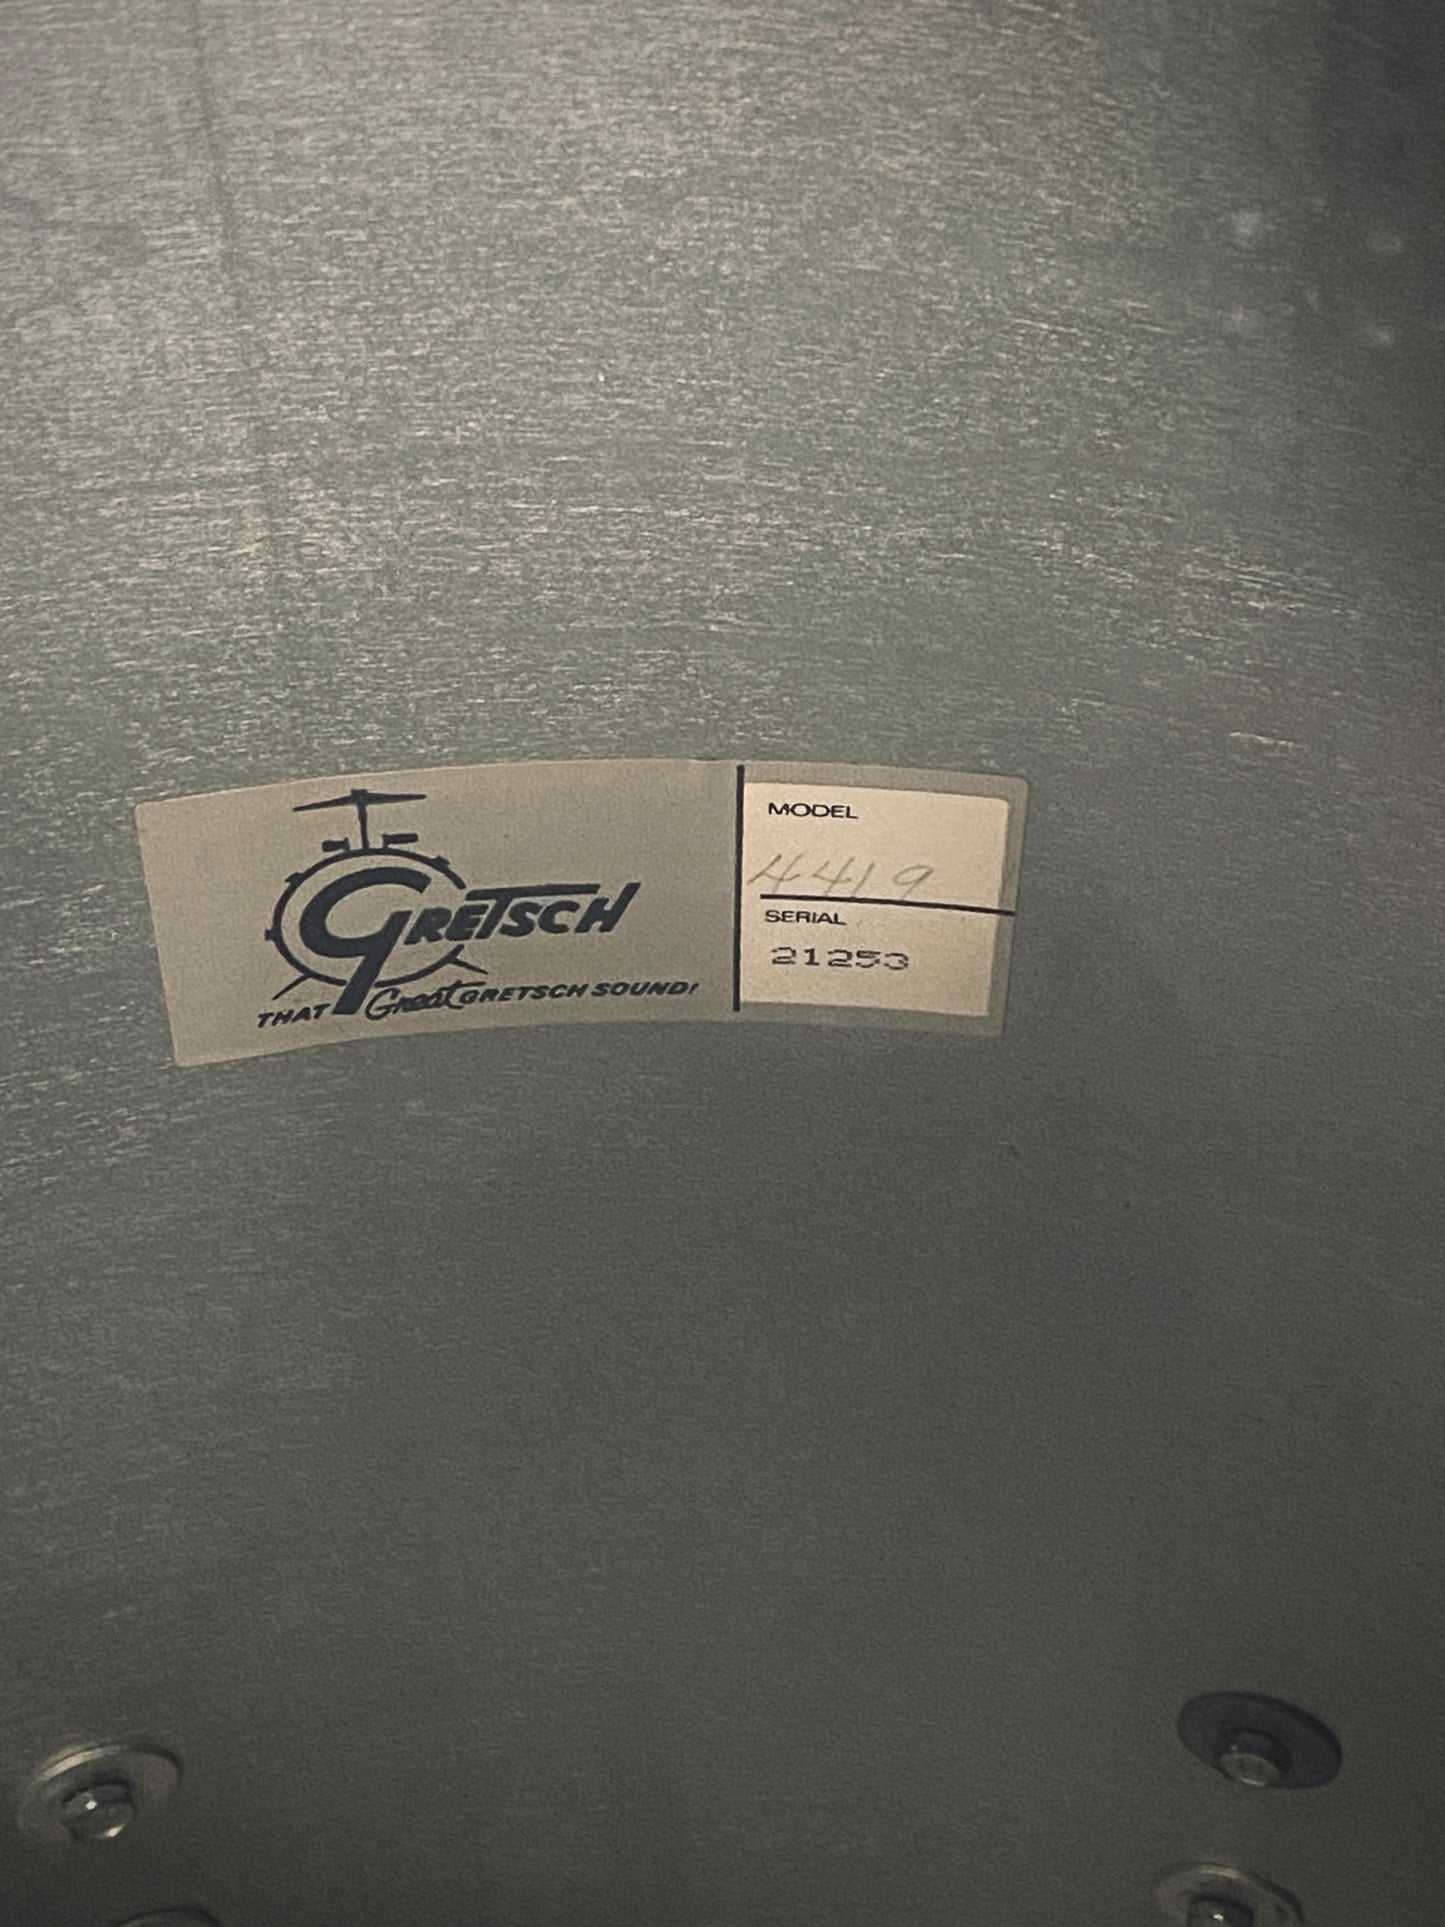 GRETSCH
THAT Great GRETSCH SOUND!
MODEL
4419
SERIAL
21253